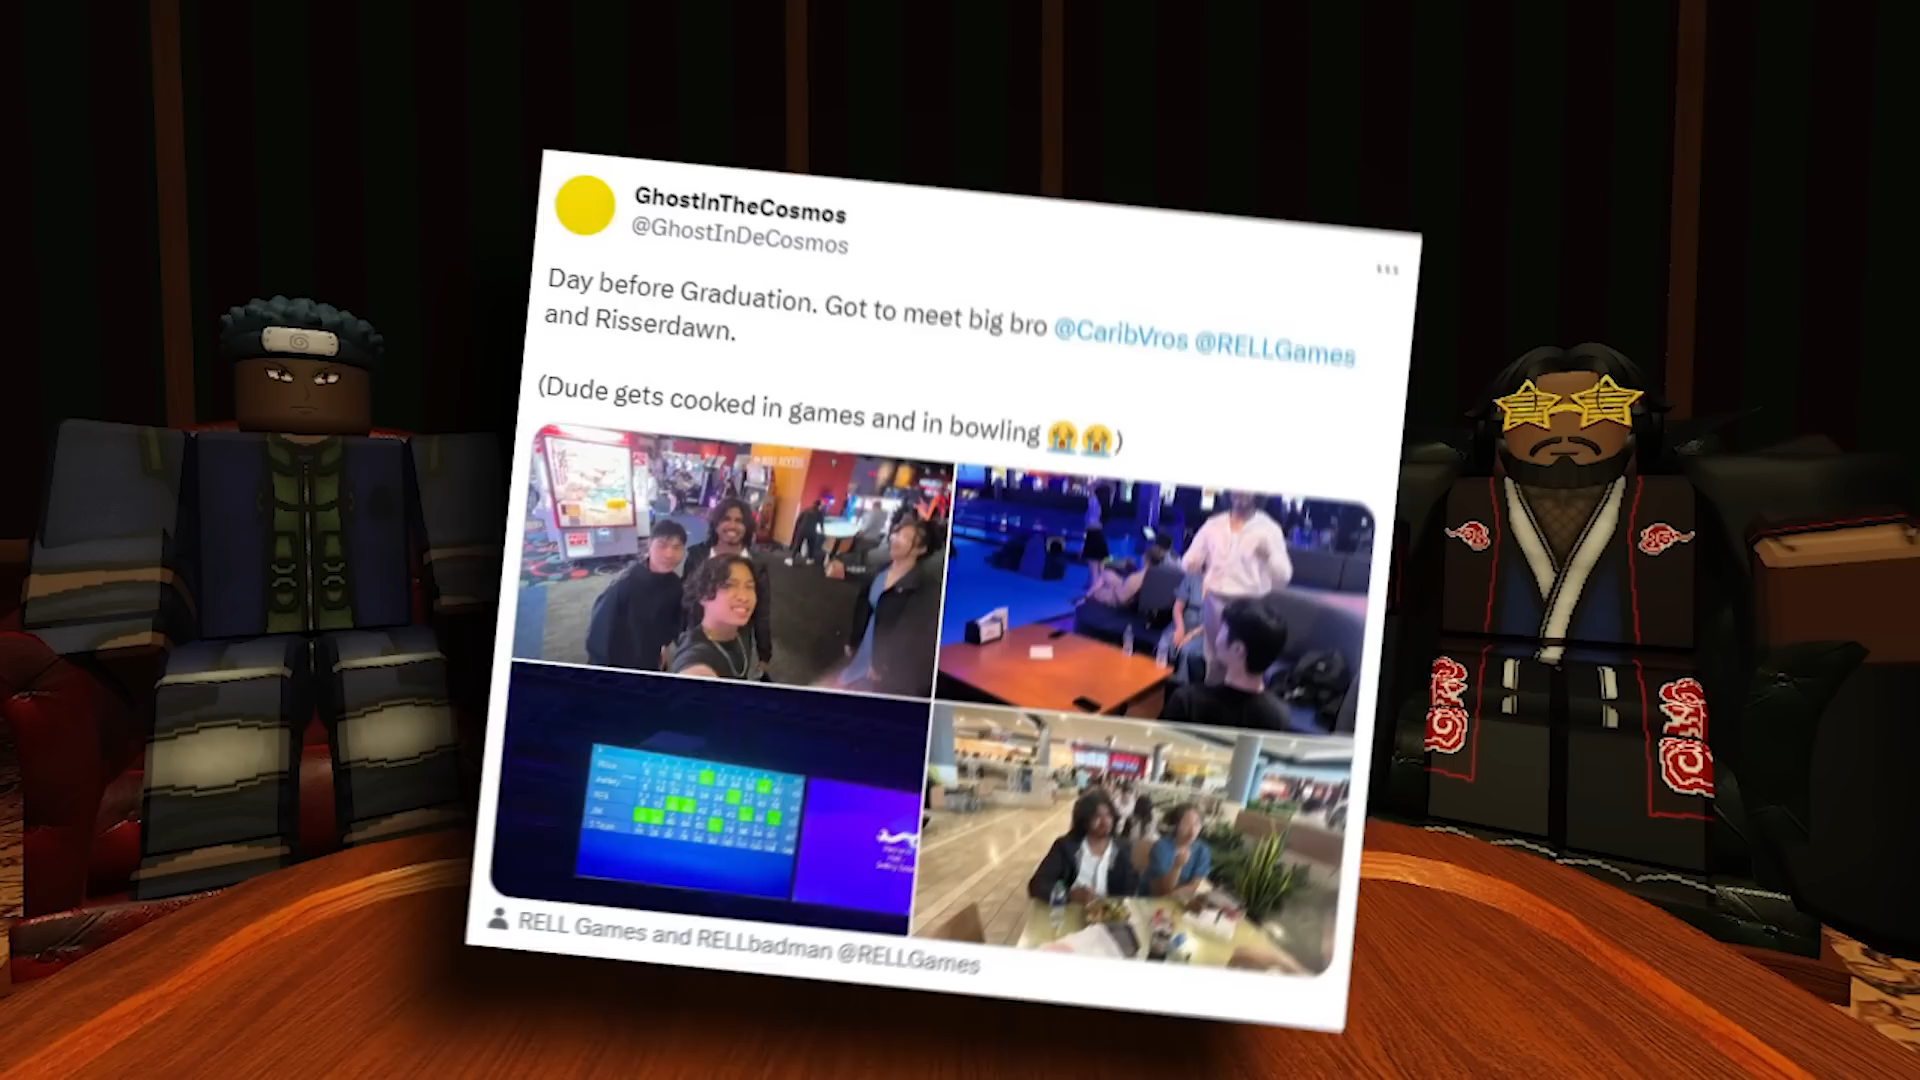 GhostInTheCosmos
@GhostInDeCosmos
Day before Graduation. Got to meet big bro @CaribVros @RELLGames
and Risserdawn.
(Dude gets cooked in games and in bowling 😭😭)
RELL Games and RELLbadman @RELLGames